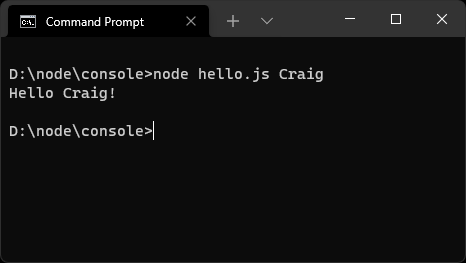 Command Prompt
D:\node\console>node hello.js Craig
Hello Craig!
D:\node\console>